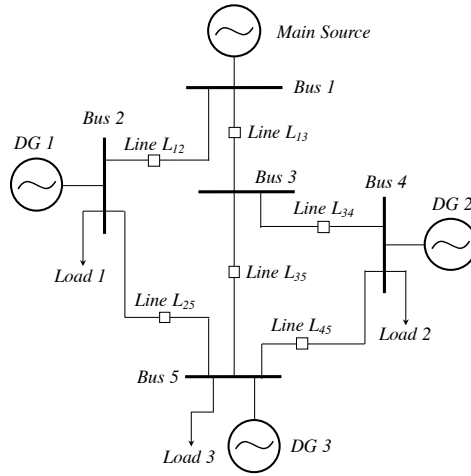 Main Source
Bus 1
Bus 2
DG 1
Line L12
Line L13
Bus 3
Bus 4
DG 2
Line L34
Load 1
Line L35
Line L25
Line L45
Load 2
Bus 5
Load 3
DG 3